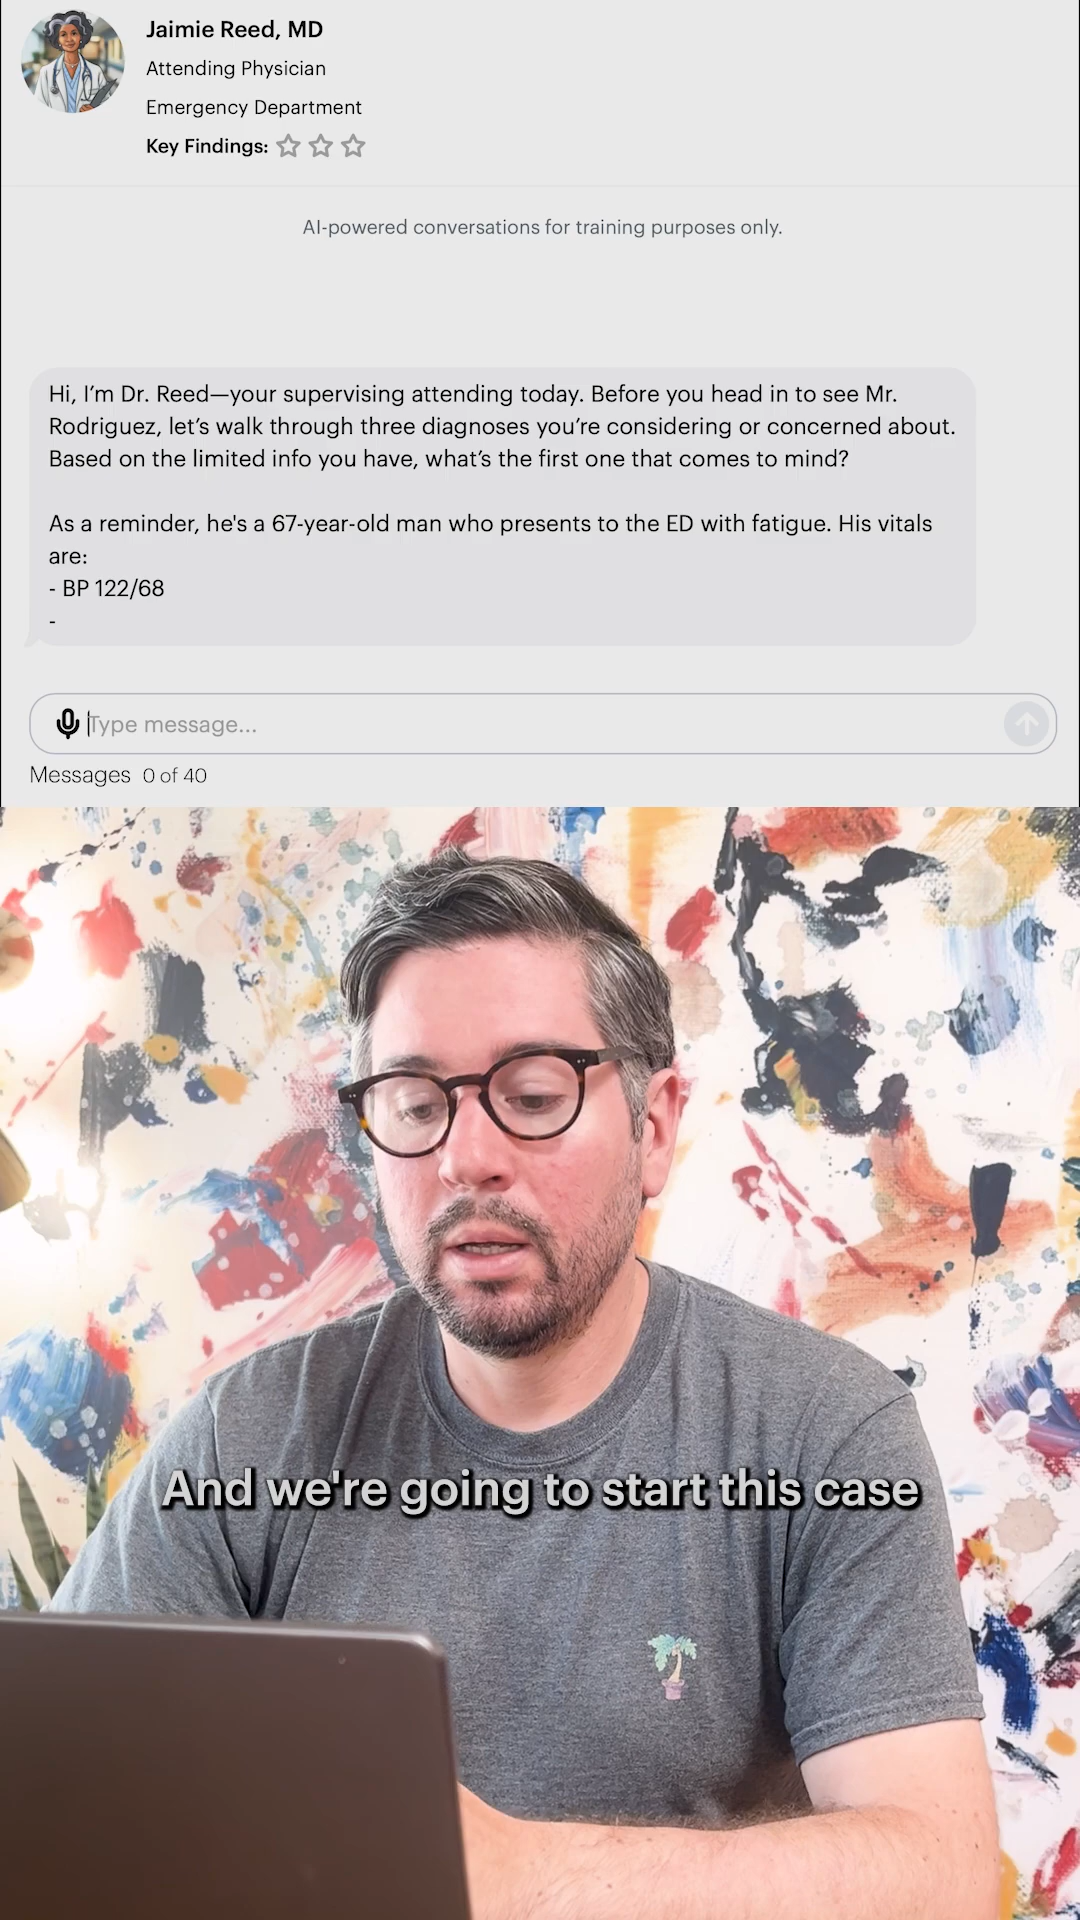 Jaimie Reed, MD
Attending Physician
Emergency Department
Key Findings:
AI-powered conversations for training purposes only.
Hi, I’m Dr. Reed—your supervising attending today. Before you head in to see Mr.
Rodriguez, let’s walk through three diagnoses you’re considering or concerned about.
Based on the limited info you have, what’s the first one that comes to mind?
As a reminder, he's a 67-year-old man who presents to the ED with fatigue. His vitals
are:
- BP 122/68
-
Type message...
Messages 0 of 40
And we're going to start this case